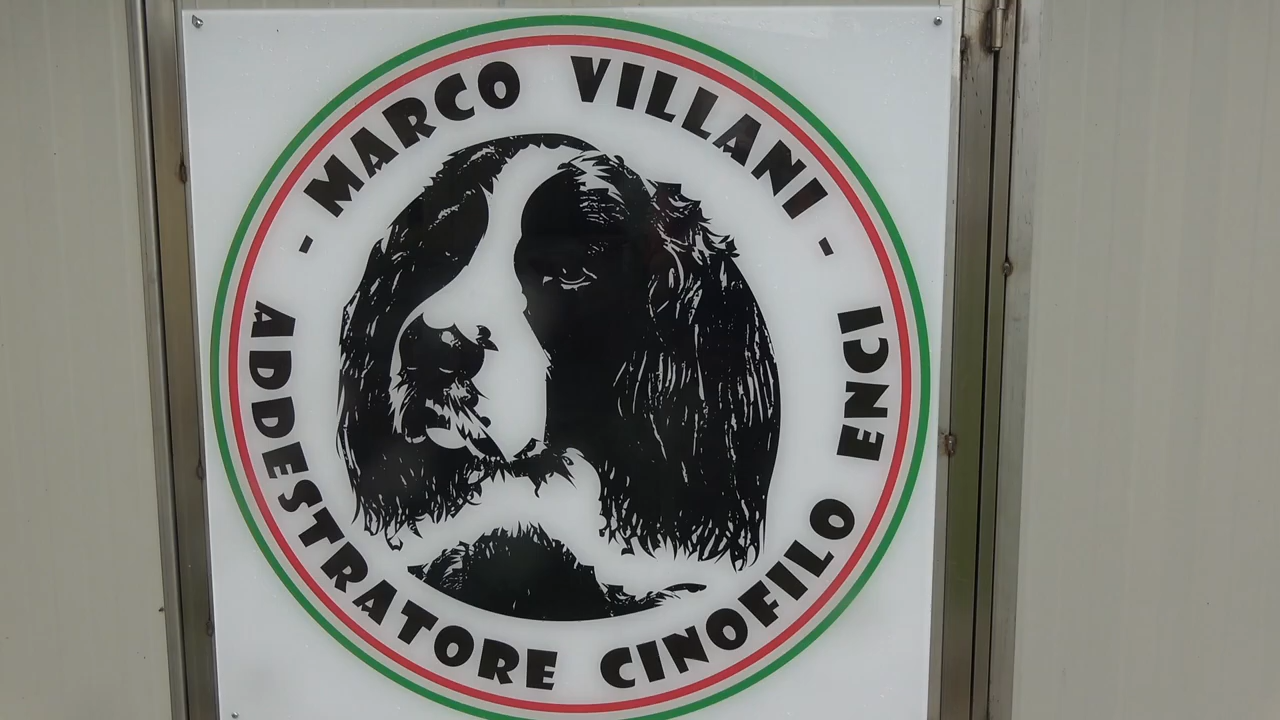 - MARCO VILLANI -
ADDESTRATORE CINOFILO ENCI